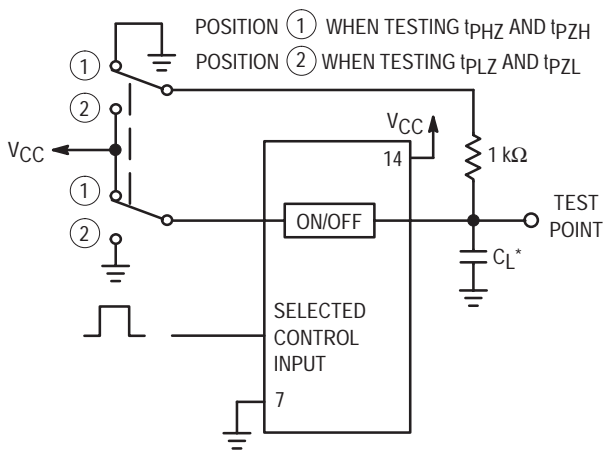 POSITION 1 WHEN TESTING tPHZ AND tPZH
POSITION 2 WHEN TESTING tPLZ AND tPZL
1
2
VCC
1
2
VCC
14
1 kΩ
ON/OFF
TEST
POINT
CL*
SELECTED
CONTROL
INPUT
7